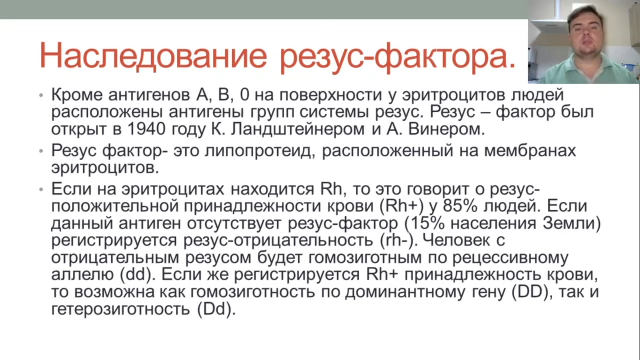 Наследование резус-фактора.
• Кроме антигенов А, В, 0 на поверхности у эритроцитов людей
расположены антигены групп системы резус. Резус – фактор был
открыт в 1940 году К. Ландштейнером и А. Винером.
• Резус фактор- это липопротеид, расположенный на мембранах
эритроцитов.
• Если на эритроцитах находится Rh, то это говорит о резус-
положительной принадлежности крови (Rh+) у 85% людей. Если
данный антиген отсутствует резус-фактор (15% населения Земли)
регистрируется резус-отрицательность (rh-). Человек с
отрицательным резусом будет гомозиготным по рецессивному
аллелю (dd). Если же регистрируется Rh+ принадлежность крови,
то возможна как гомозиготность по доминантному гену (DD), так и
гетерозиготность (Dd).